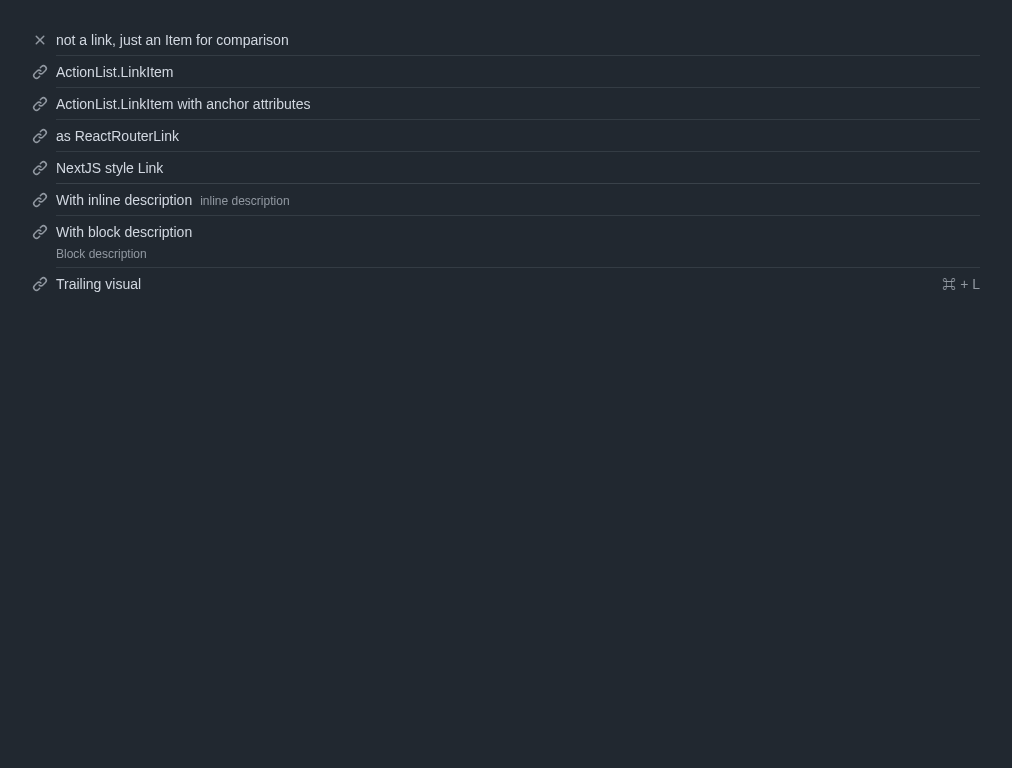 not a link, just an Item for comparison
ActionList.LinkItem
ActionList.LinkItem with anchor attributes
as ReactRouterLink
NextJS style Link
With inline description inline description
With block description
Block description
Trailing visual ⌘ + L